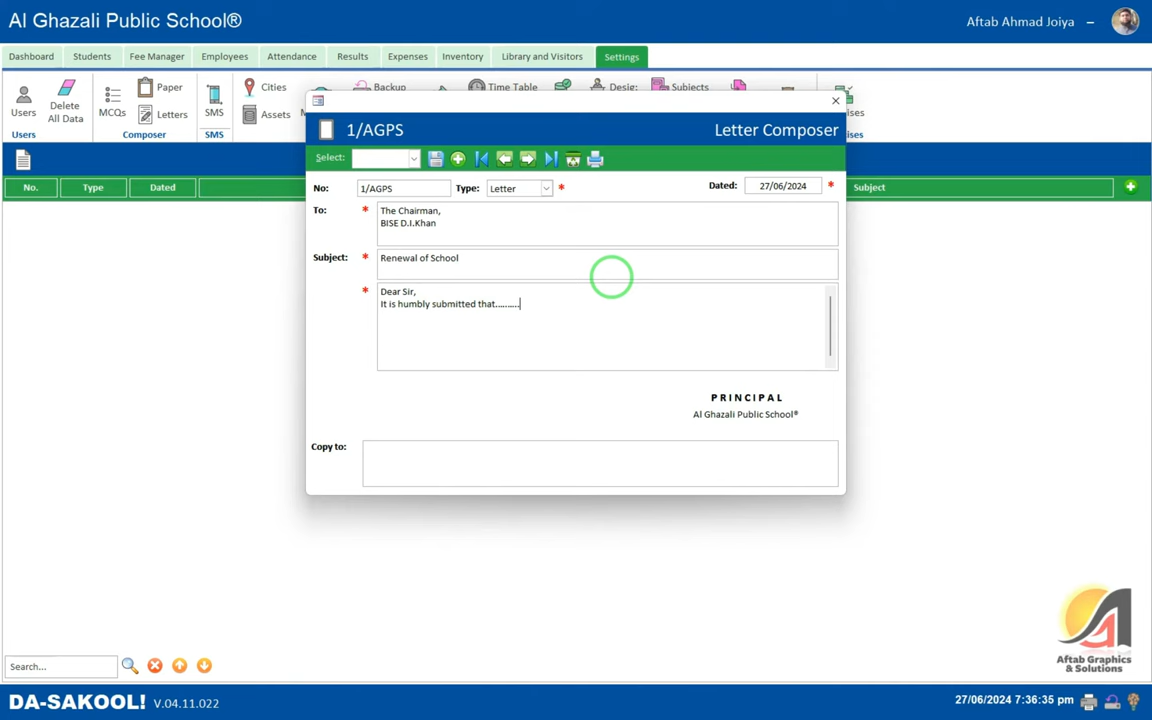 Al Ghazali Public School®
Aftab Ahmad Joiya
Dashboard Students Fee Manager Employees Attendance Results Expenses Inventory Library and Visitors Settings
Users
Delete All Data
MCQs
Paper
Letters
SMS
Cities
Assets
Backup
Time Table
Subjects
Users
Composer
SMS
1/AGPS
Letter Composer
Select:
No. Type Dated
Subject
No: 1/AGPS Type: Letter *
Dated: 27/06/2024 *
To: * The Chairman,
BISE D.I.Khan
Subject: * Renewal of School
* Dear Sir,
It is humbly submitted that..........
PRINCIPAL
Al Ghazali Public School®
Copy to:
Aftab Graphics
& Solutions
Search...
DA-SAKOOL! V.04.11.022
27/06/2024 7:36:35 pm